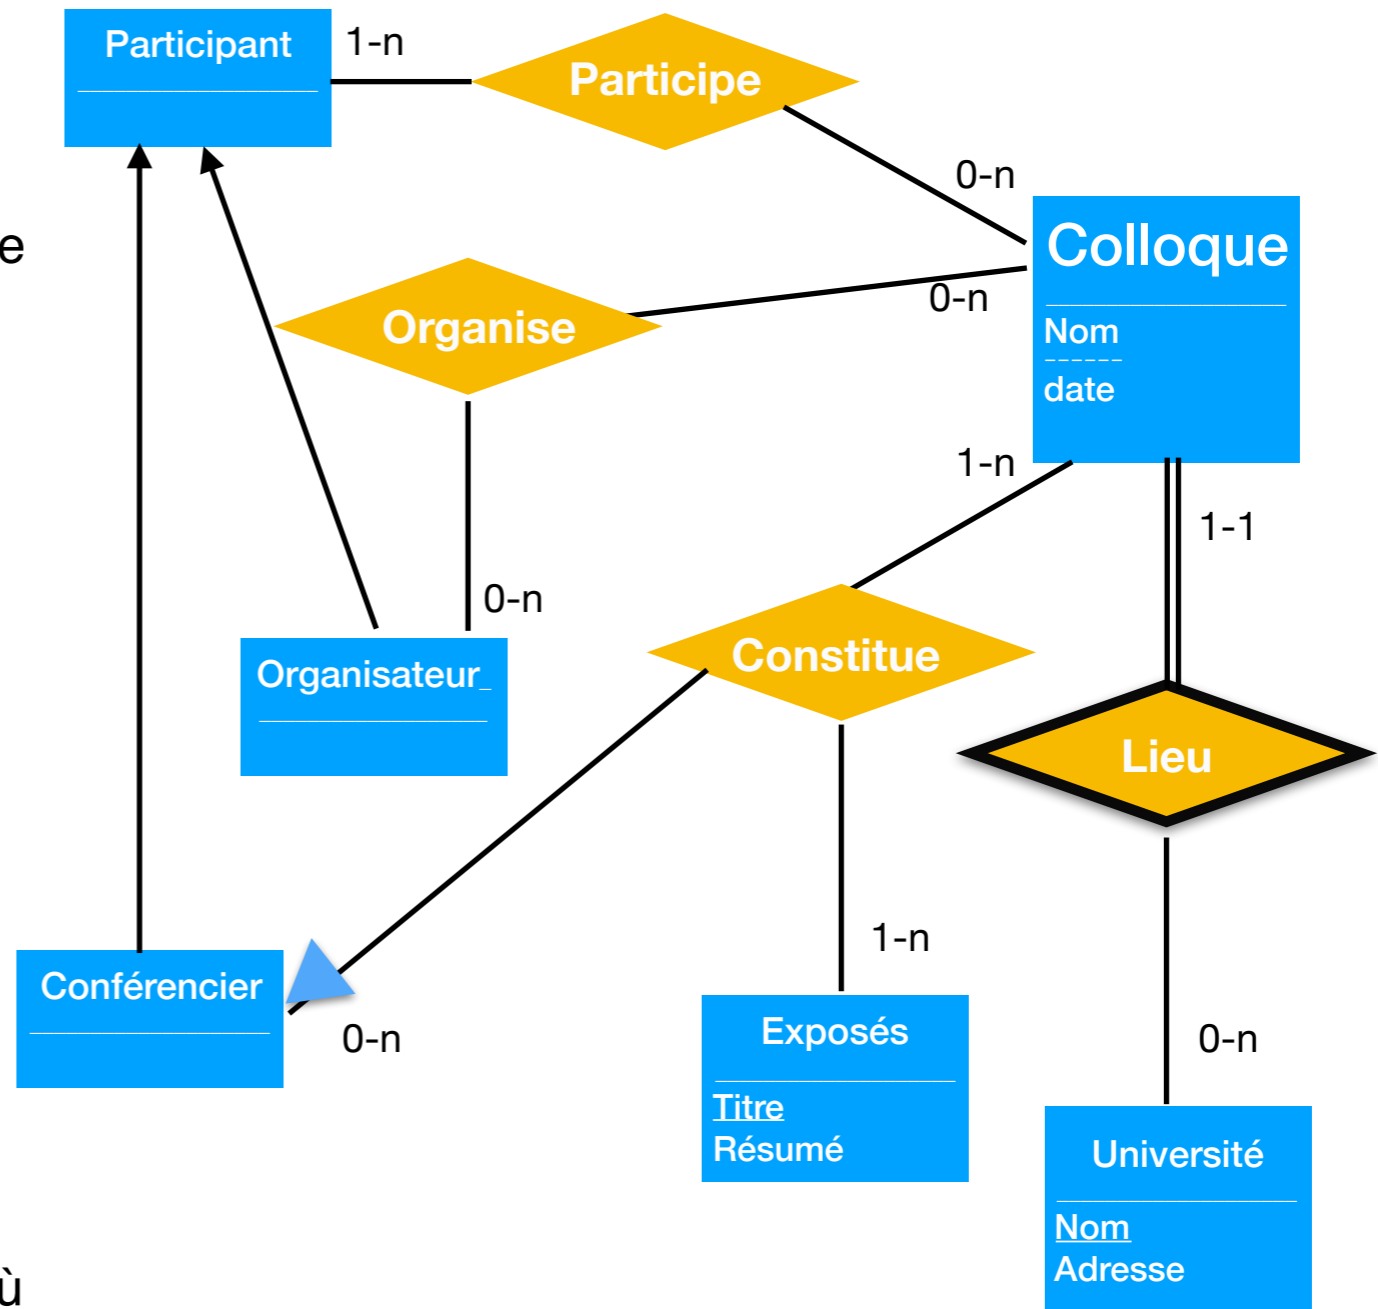 Participant
1-n
Participe
0-n
e
Colloque
Nom
date
Organise
0-n
1-n
1-1
0-n
Organisateur_
Constitue
Lieu
1-n
Conférencier
0-n
Exposés
Titre
Résumé
0-n
Université
Nom
Adresse
ù